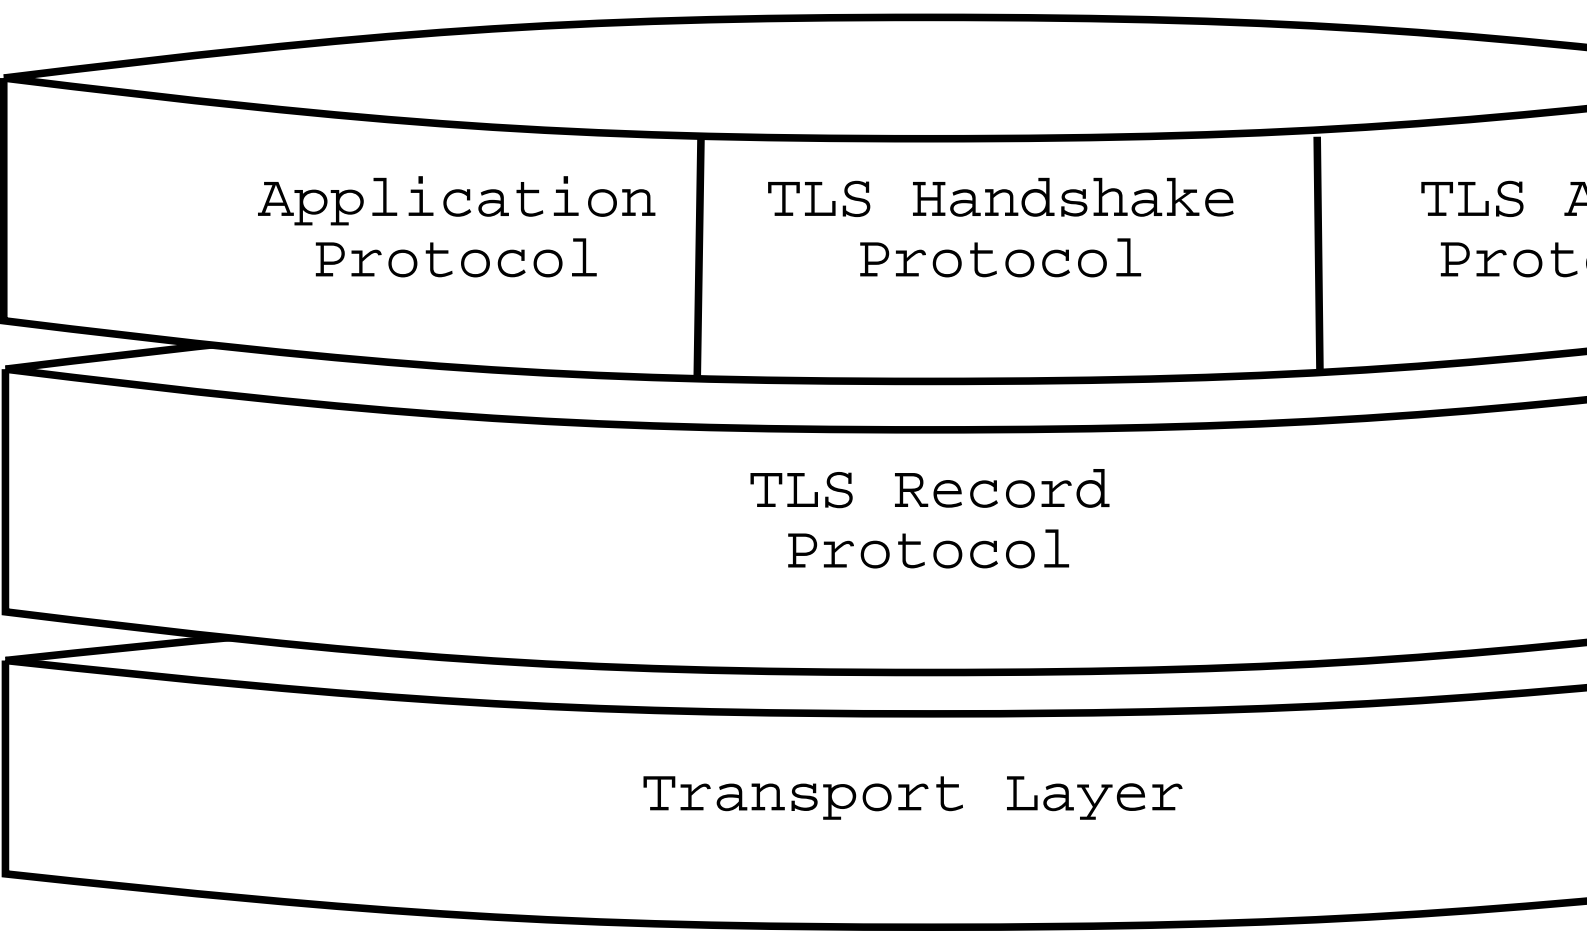 Application
Protocol
TLS Handshake
Protocol
TLS
TLS Record
Protocol
Transport Layer